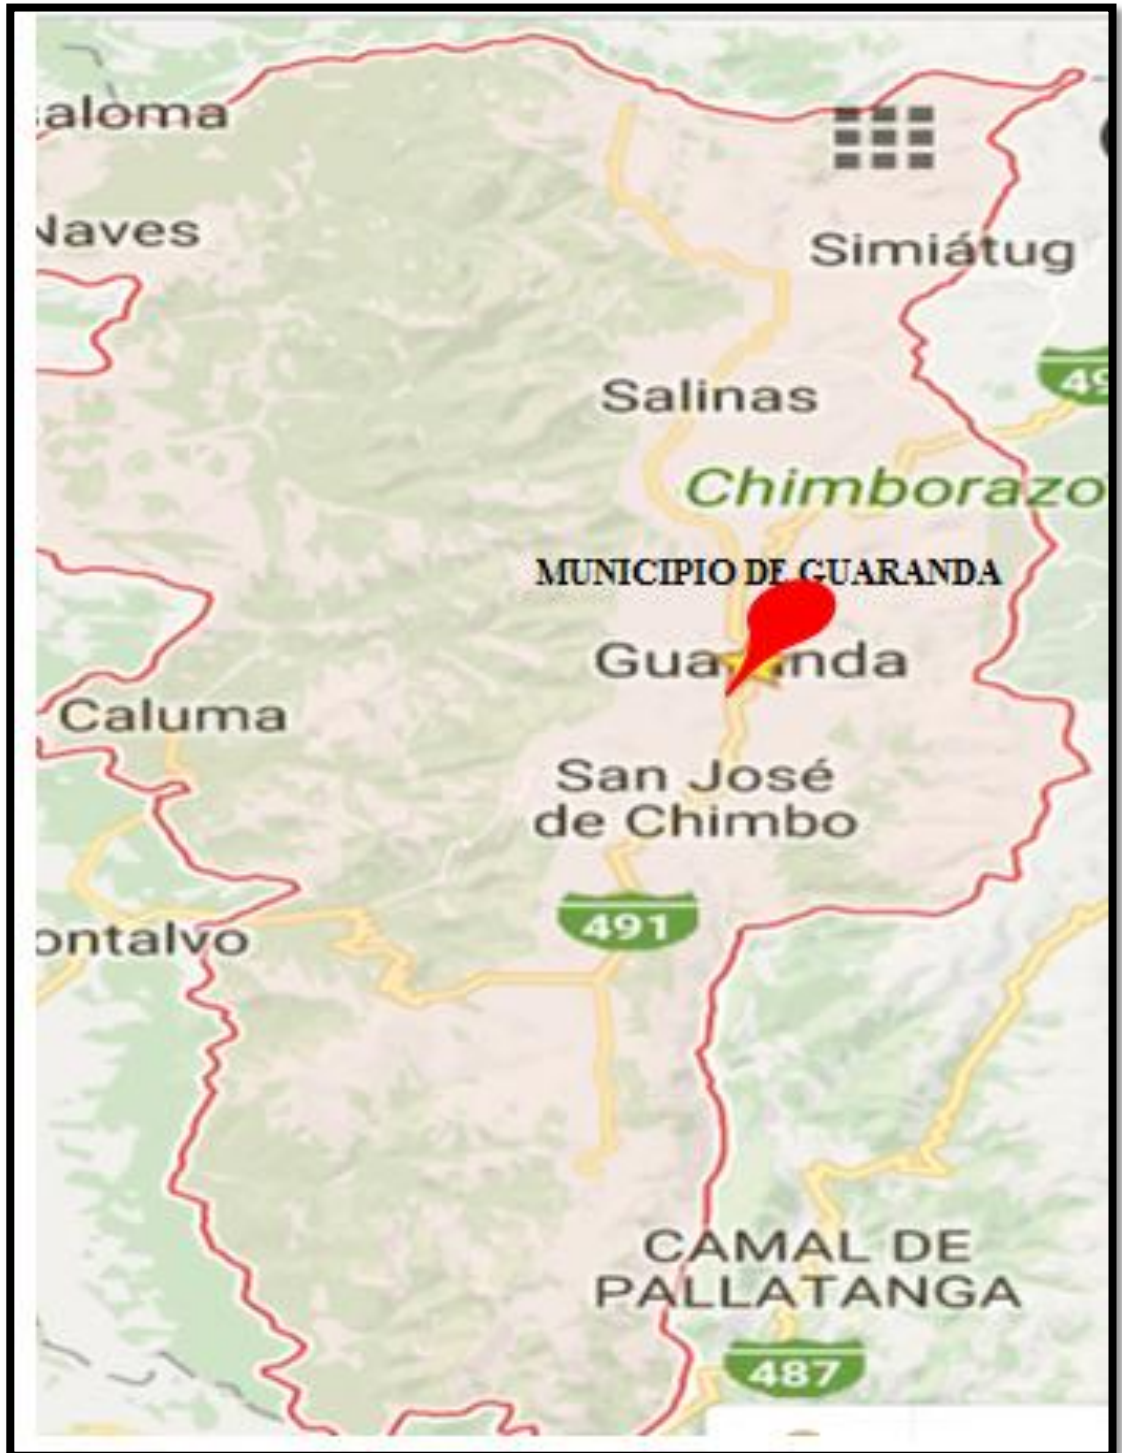 aloma
Naves
Simiátug
49
Salinas
Chimborazo
MUNICIPIO DE GUARANDA
Guaranda
Caluma
San José
de Chimbo
491
ontalvo
CAMAL DE
PALLATANGA
487